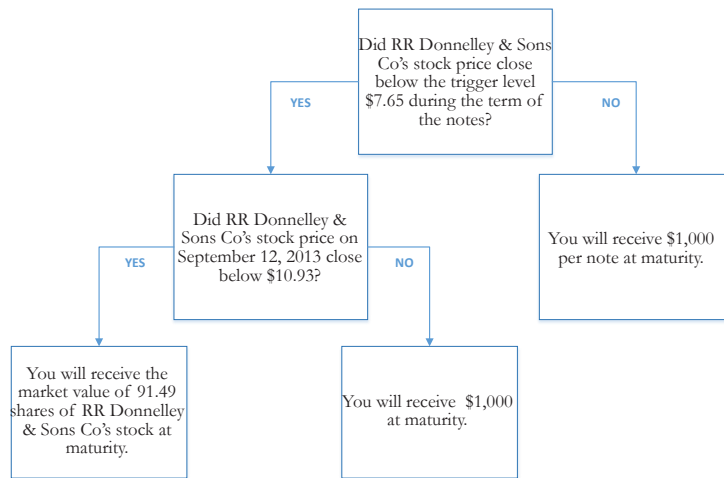 Did RR Donnelley & Sons
Co's stock price close
below the trigger level
$7.65 during the term of
the notes?
YES
NO
Did RR Donnelley &
Sons Co's stock price on
September 12, 2013 close
below $10.93?
You will receive $1,000
per note at maturity.
YES
NO
You will receive the
market value of 91.49
shares of RR Donnelley
& Sons Co's stock at
maturity.
You will receive  $1,000
at maturity.